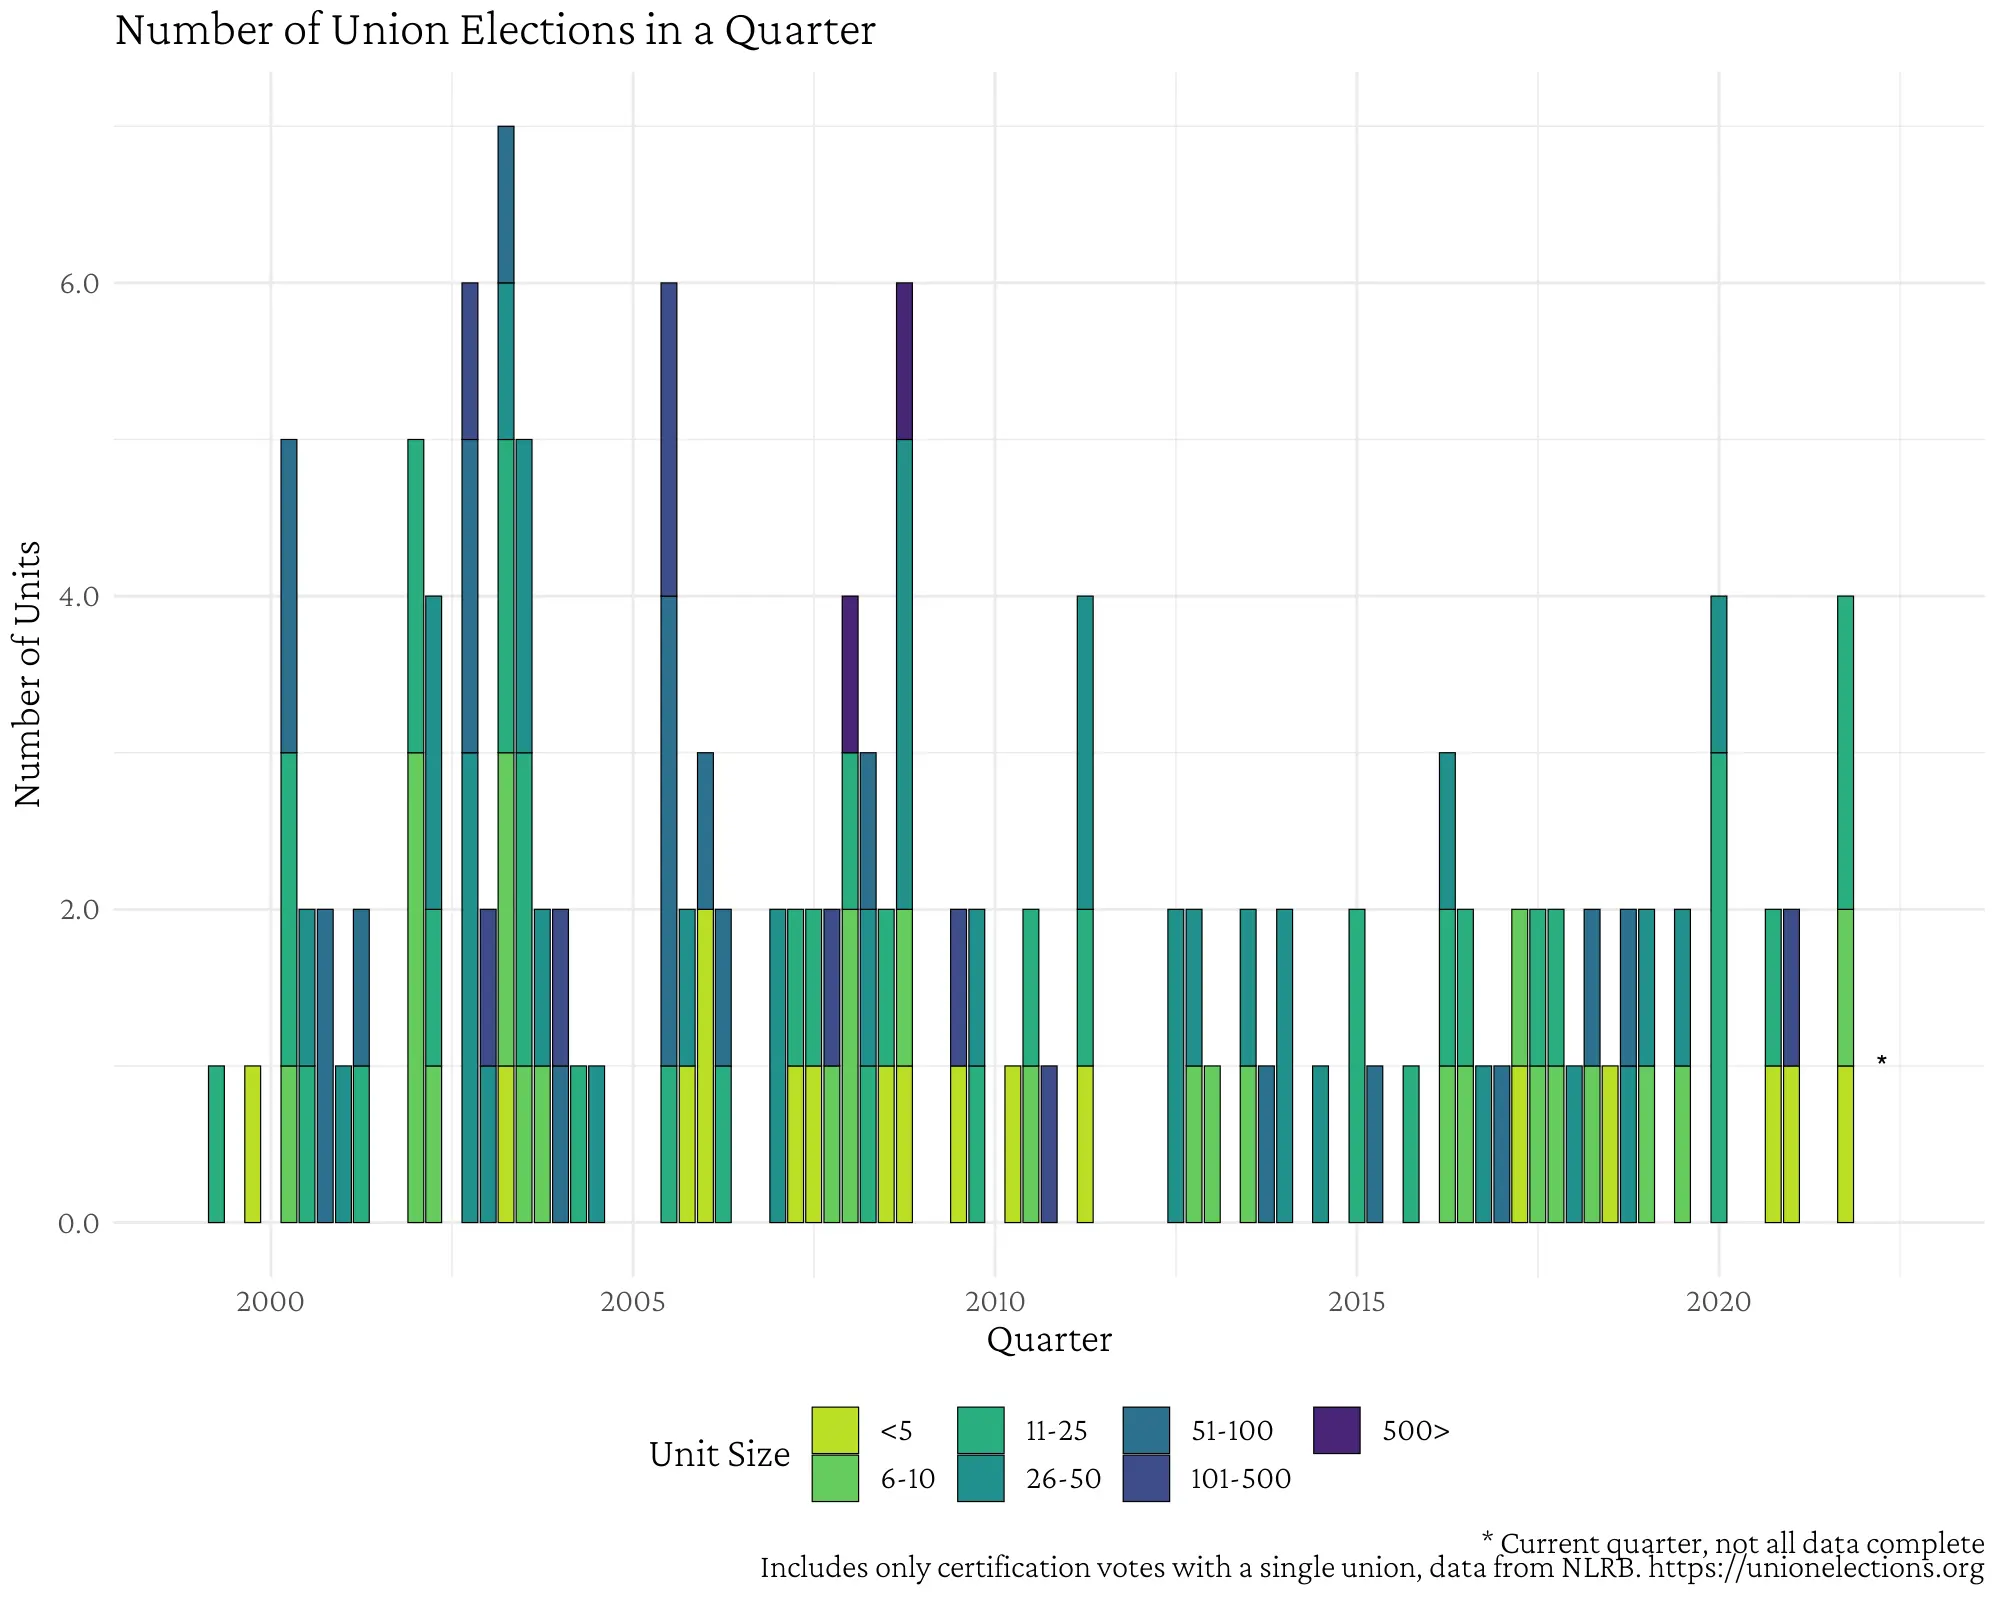 Number of Union Elections in a Quarter
Number of Units
6.0
4.0
2.0
0.0
*
2000 2005 2010 2015 2020
Quarter
Unit Size
<5 11-25 51-100 500>
6-10 26-50 101-500
* Current quarter, not all data complete
Includes only certification votes with a single union, data from NLRB. https://unionelections.org